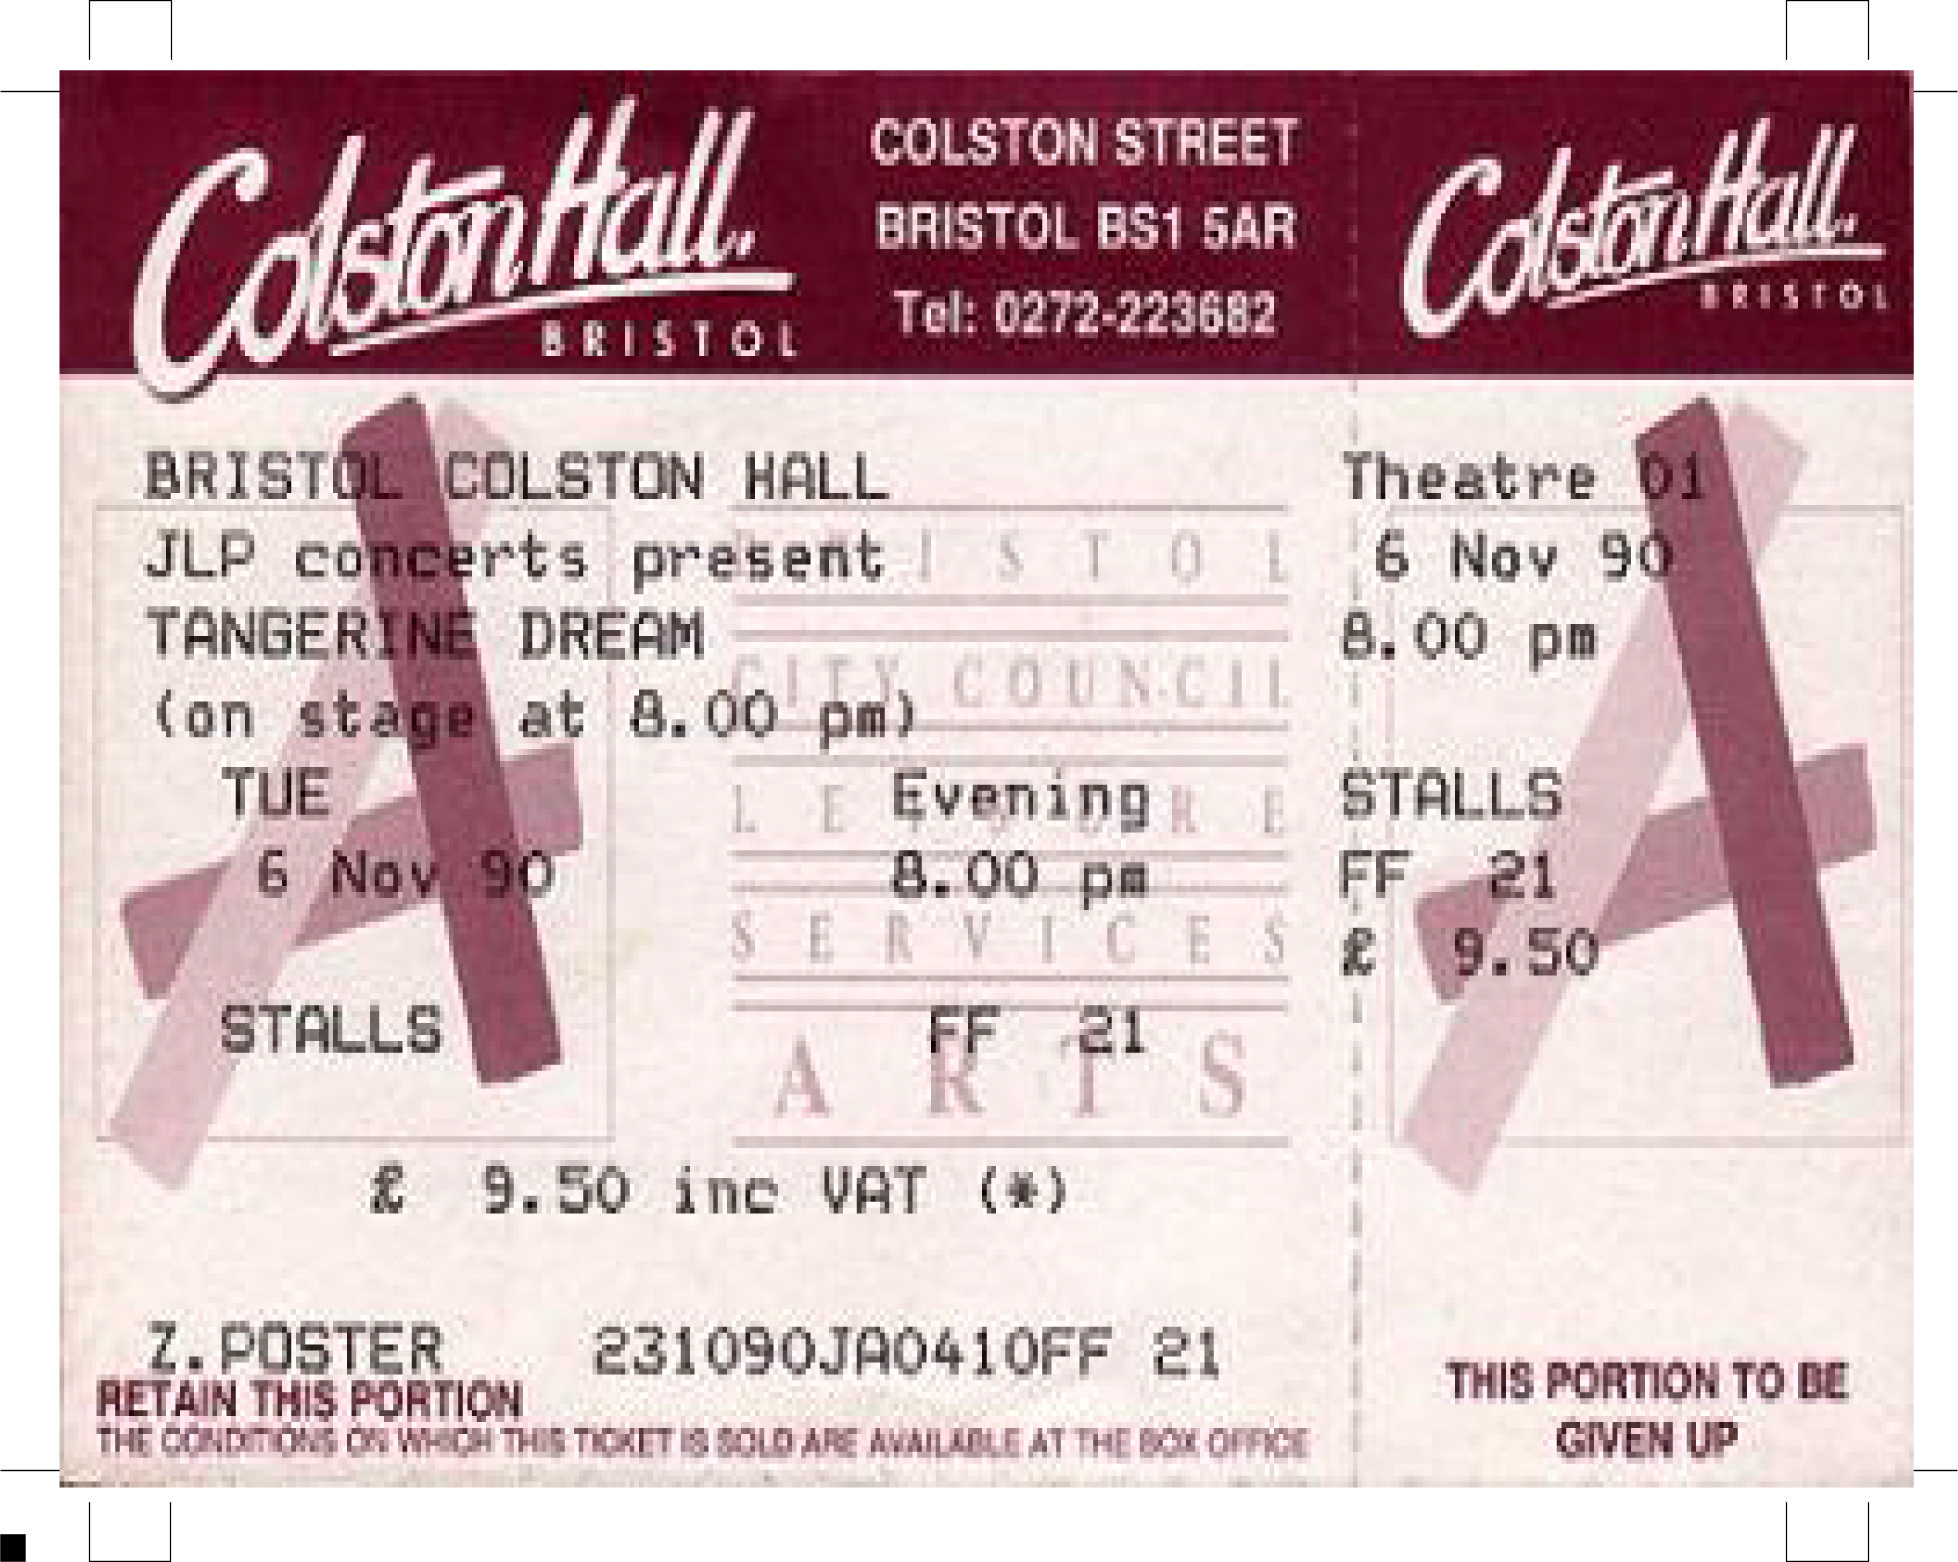 Colston Hall.
BRISTOL
COLSTON STREET
BRISTOL BS1 5AR
Tel: 0272-223682
Colston Hall.
BRISTOL
BRISTOL COLSTON HALL
JLP concerts present
TANGERINE DREAM
(on stage at 8.00 pm)
TUE Evening
6 Nov 90 8.00 pm
STALLS FF 21
£ 9.50 inc VAT (*)
Z.POSTER 231090JA0410FF 21
RETAIN THIS PORTION
THE CONDITIONS ON WHICH THIS TICKET IS SOLD ARE AVAILABLE AT THE BOX OFFICE
BRISTOL
CITY COUNCIL
LEISURE
SERVICES
ARTS
Theatre 01
6 Nov 90
8.00 pm
STALLS
FF 21
£ 9.50
THIS PORTION TO BE
GIVEN UP